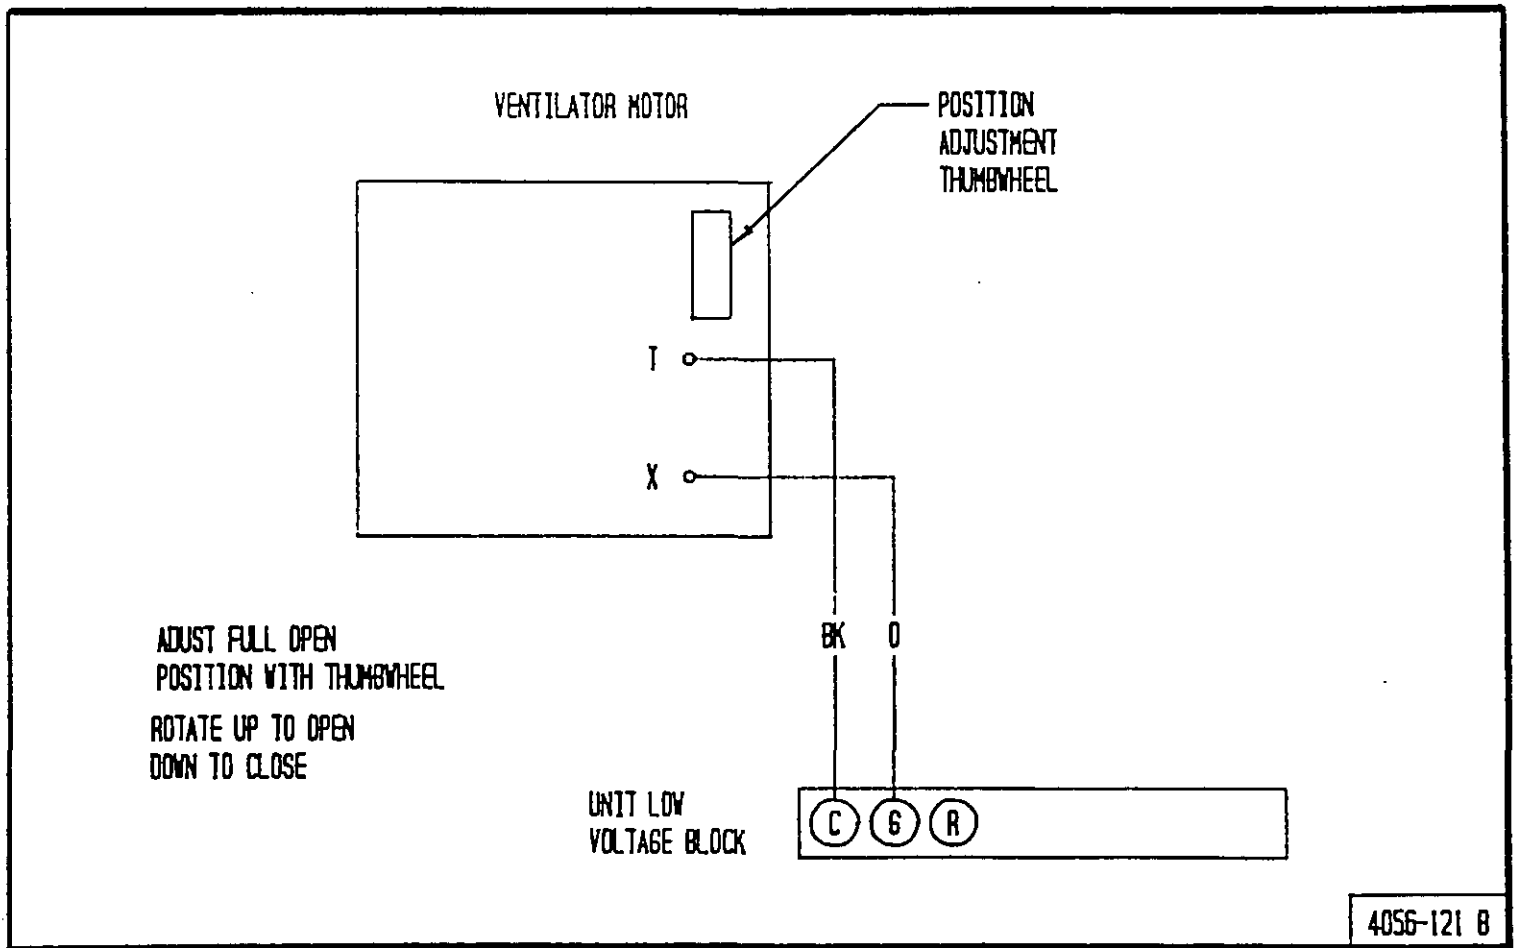 VENTILATOR MOTOR
POSITION
ADJUSTMENT
THUMBWHEEL
T
X
BK O
ADUST FULL OPEN
POSITION WITH THUMBWHEEL
ROTATE UP TO OPEN
DOWN TO CLOSE
UNIT LOW
VOLTAGE BLOCK
C G R
4056-121 B